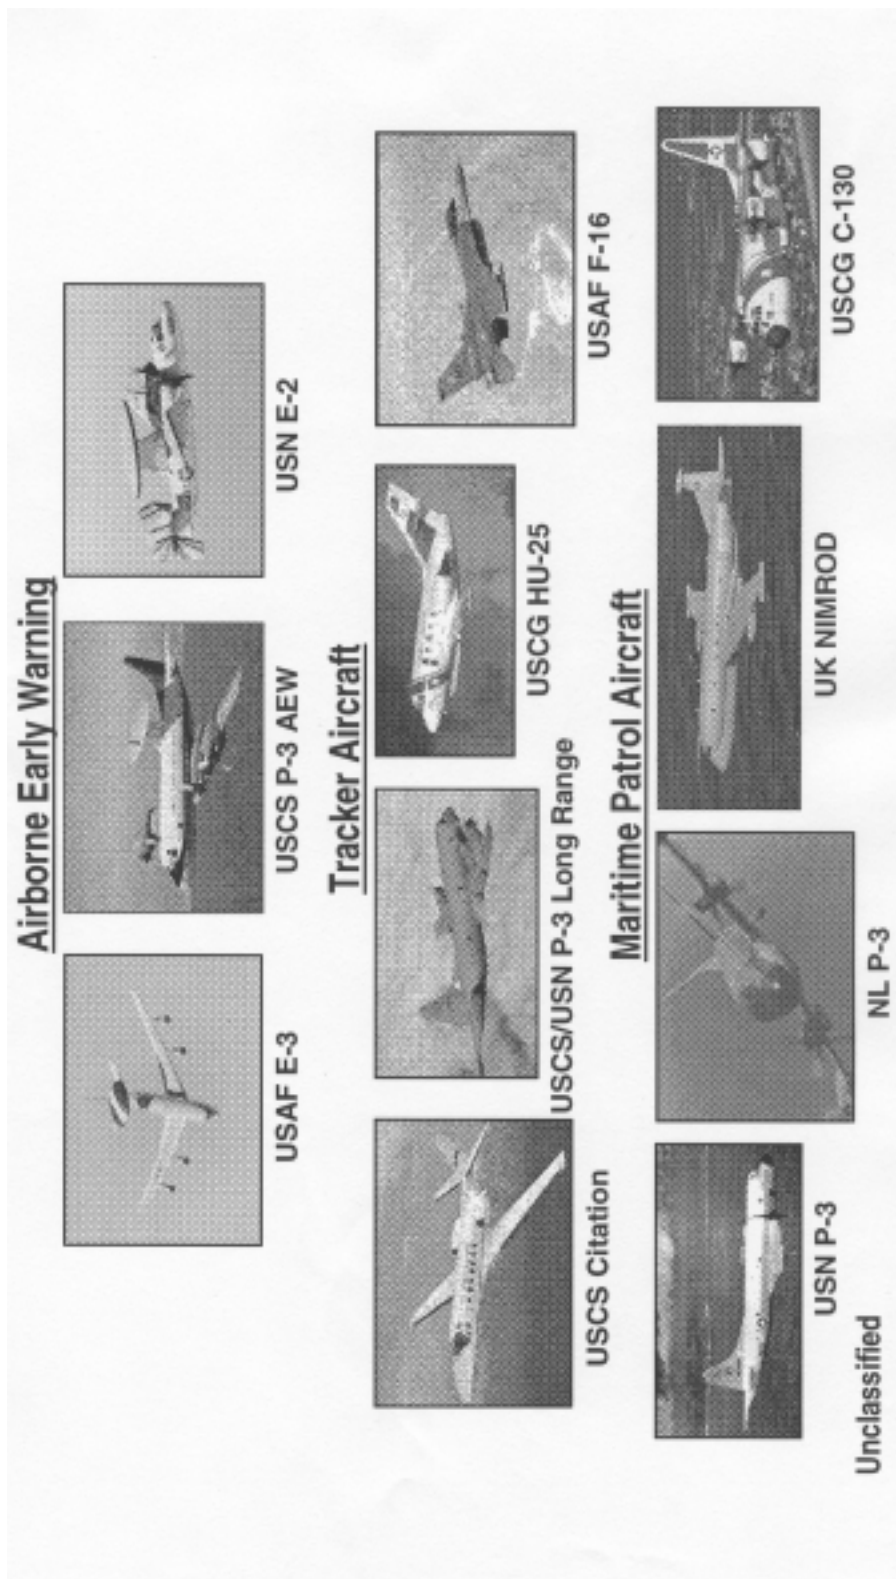 Airborne Early Warning
USAF E-3
USCS P-3 AEW
USN E-2
Tracker Aircraft
USCS Citation
USCS/USN P-3 Long Range
USCG HU-25
USAF F-16
Maritime Patrol Aircraft
USN P-3
NL P-3
UK NIMROD
USCG C-130
Unclassified